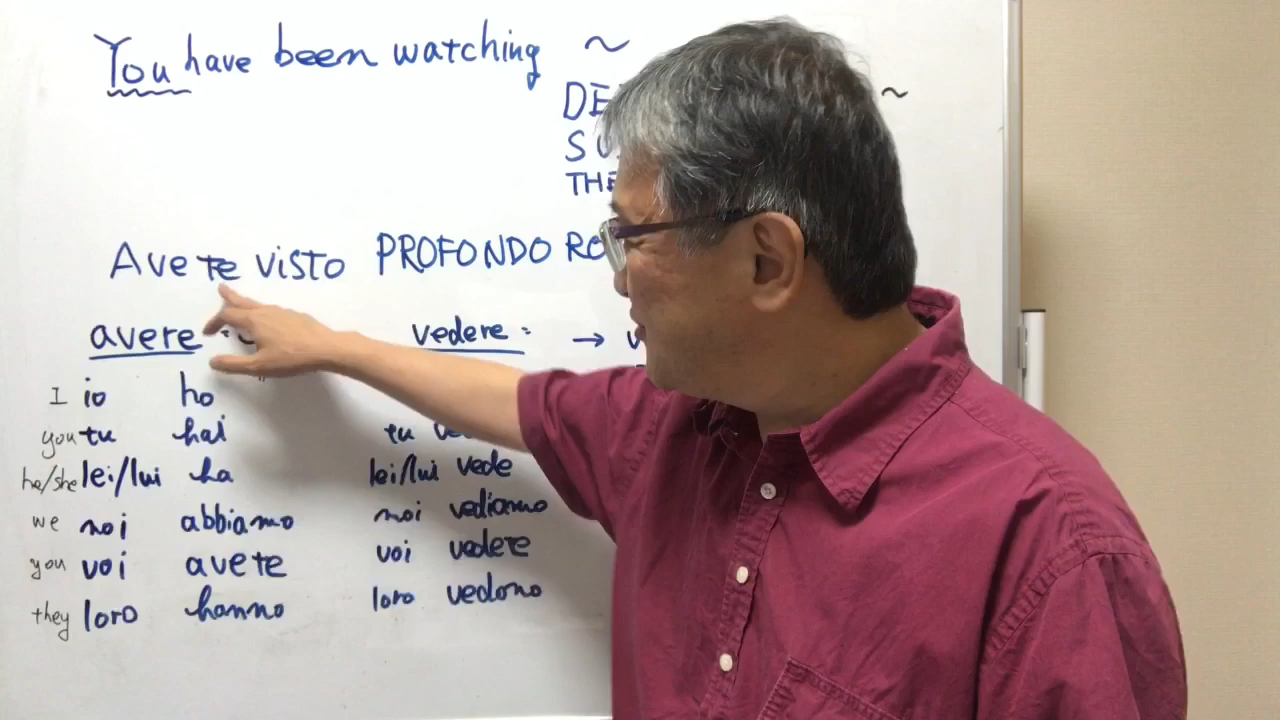 You have been watching ~
DE ~
SU
THE
Avete visto PROFONDO RO
avere : vedere : → v
I io ho
you tu hai tu
he/she lei/lui ha lei/lui vede
we noi abbiamo noi vediamo
you voi avete voi vedere
they loro hanno loro vedono